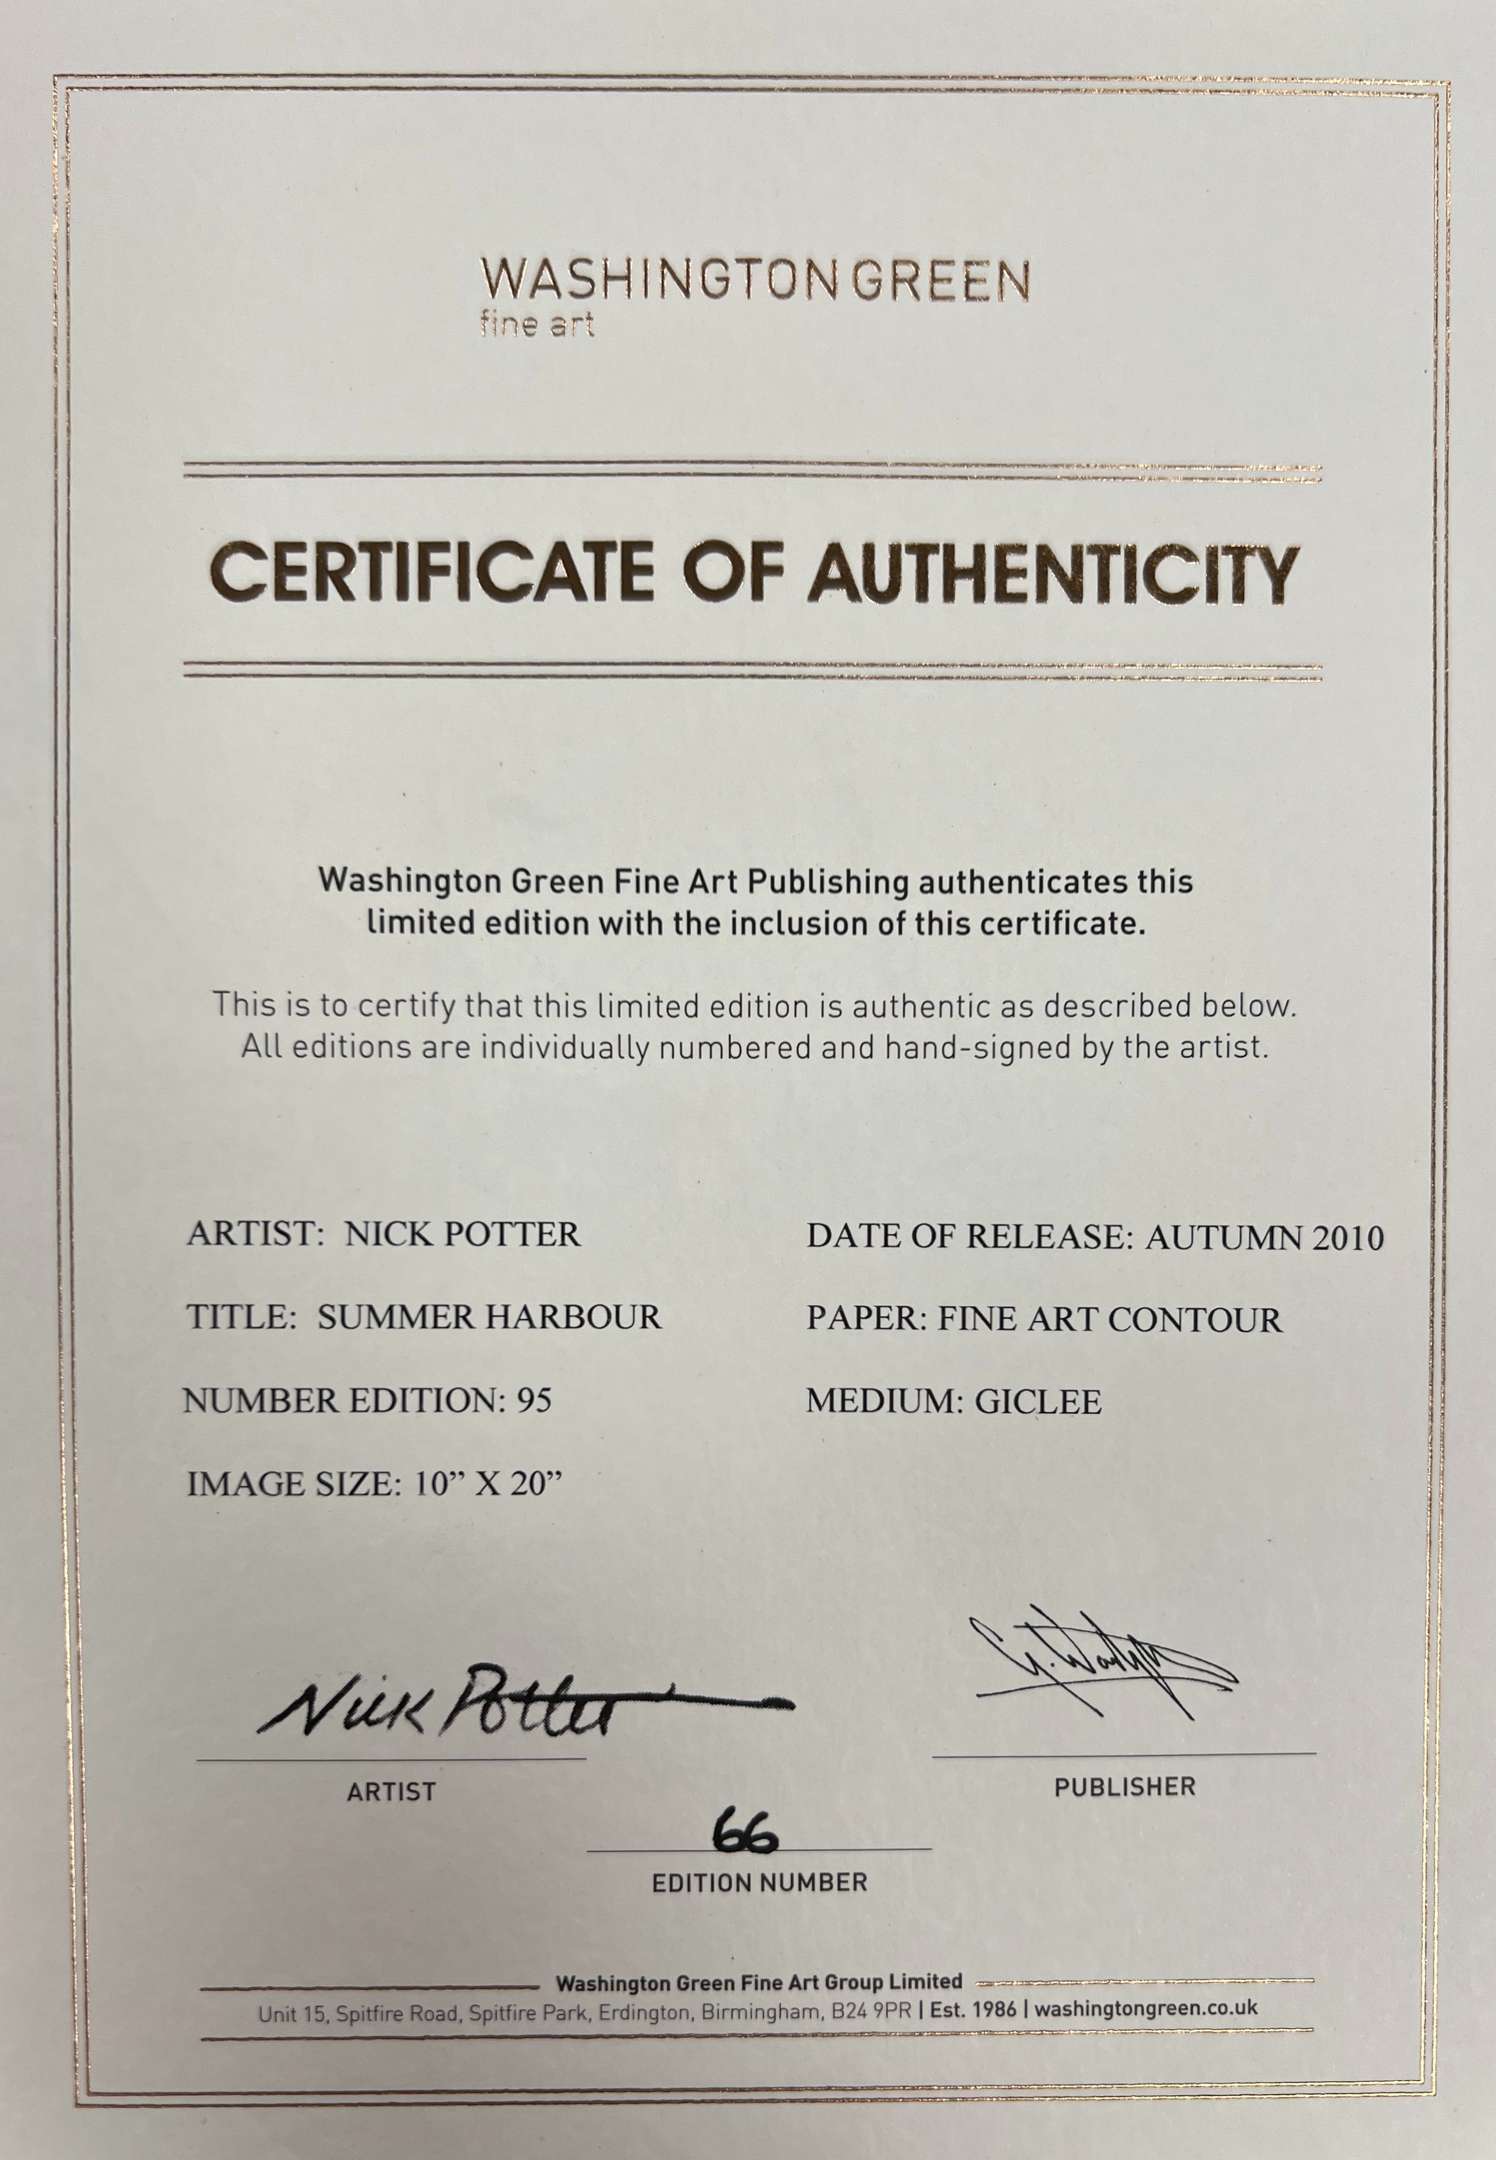 WASHINGTON GREEN
fine art
CERTIFICATE OF AUTHENTICITY
Washington Green Fine Art Publishing authenticates this
limited edition with the inclusion of this certificate.
This is to certify that this limited edition is authentic as described below.
All editions are individually numbered and hand-signed by the artist.
ARTIST: NICK POTTER
DATE OF RELEASE: AUTUMN 2010
TITLE: SUMMER HARBOUR
PAPER: FINE ART CONTOUR
NUMBER EDITION: 95
MEDIUM: GICLEE
IMAGE SIZE: 10” X 20”
Nick Potter
ARTIST
PUBLISHER
66
EDITION NUMBER
Washington Green Fine Art Group Limited
Unit 15, Spitfire Road, Spitfire Park, Erdington, Birmingham, B24 9PR | Est. 1986 | washingtongreen.co.uk